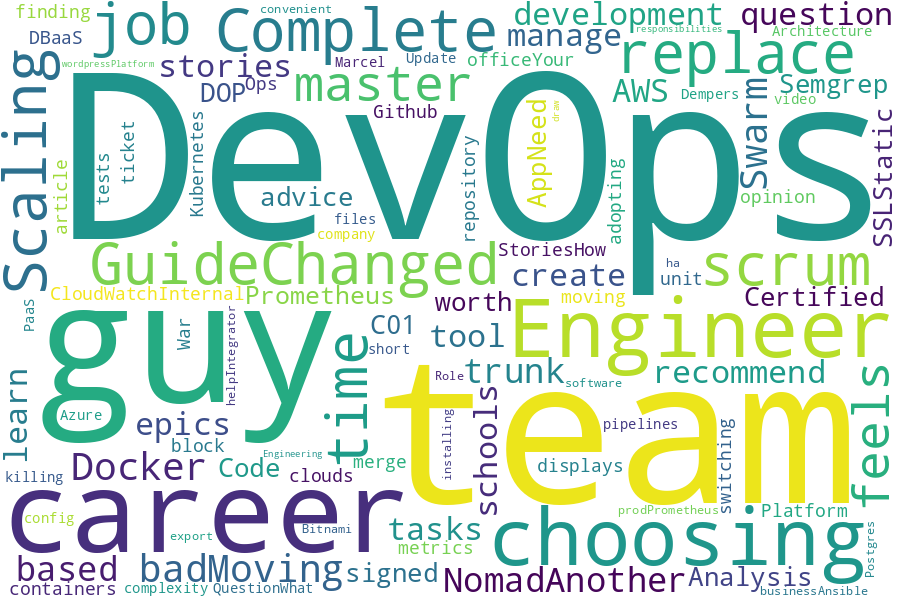 finding
convenient
development
question
DBaaS
job
Complete
manage
responsibilities
Architecture
wordpressPlatform
stories
Marcel
Update
officeYour
replace
Scaling
DOP
Ops
master
AWS
Dempers
Semgrep
video
DevOps
Github
AppNeed
draw
Swarm
tests
ticket
Kubernetes
advice
repository
adopting
opinion
SSLStatic
article
files
company
StoriesHow
GuideChanged
create
ha
unit
scrum
CloudWatchInternal
Prometheus
worth
moving
Certified
PaaS
guy
War
helpIntegrator
time
CO1
short
tool
Engineer
learn
Azure
Role
trunk
software
recommend
feels
epics
block
team
schools
installing
pipelines
switching
killing
Docker
Code
Engineering
clouds
merge
displays
career
config
export
Bitnami
tasks
metrics
choosing
prodPrometheus
Platform
Postgres
based
badMoving
signed
NomadAnother
Analysis
containers
complexity
QuestionWhat
businessAnsible